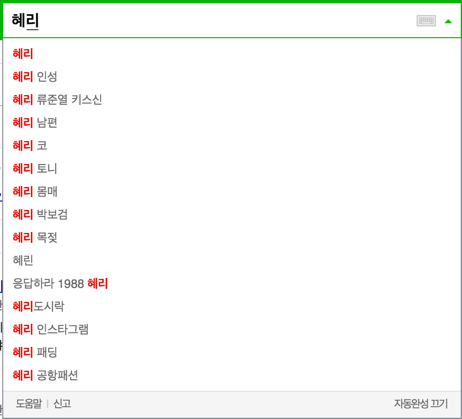 혜리
혜리
혜리 인성
혜리 류준열 키스신
혜리 남편
혜리 코
혜리 토니
혜리 몸매
혜리 박보검
혜리 목젖
혜린
응답하라 1988 혜리
혜리도시락
혜리 인스타그램
혜리 패딩
혜리 공항패션
도움말 | 신고 자동완성 끄기